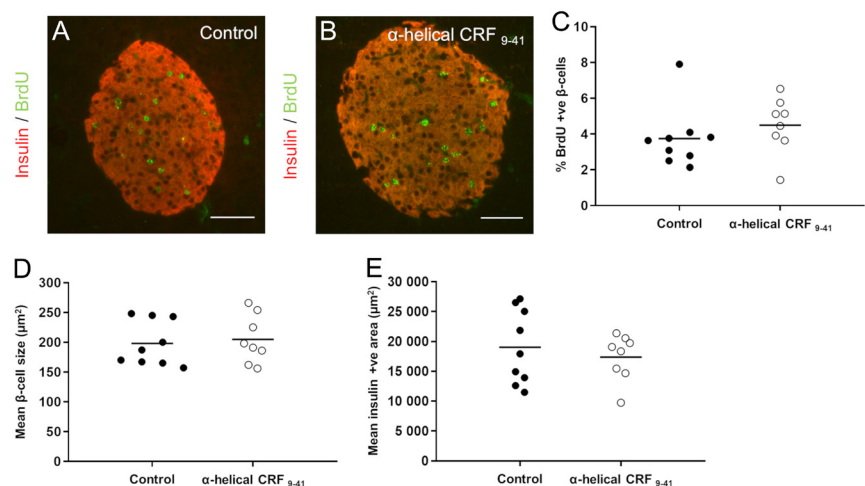 A
Control
Insulin / BrdU
B
α-helical CRF 9-41
Insulin / BrdU
C
% BrdU +ve β-cells
10
8
6
4
2
0
Control
α-helical CRF 9-41
D
Mean β-cell size (μm²)
300
250
200
150
100
50
0
Control
α-helical CRF 9-41
E
Mean insulin +ve area (μm²)
30 000
25 000
20 000
15 000
10 000
5 000
0
Control
α-helical CRF 9-41